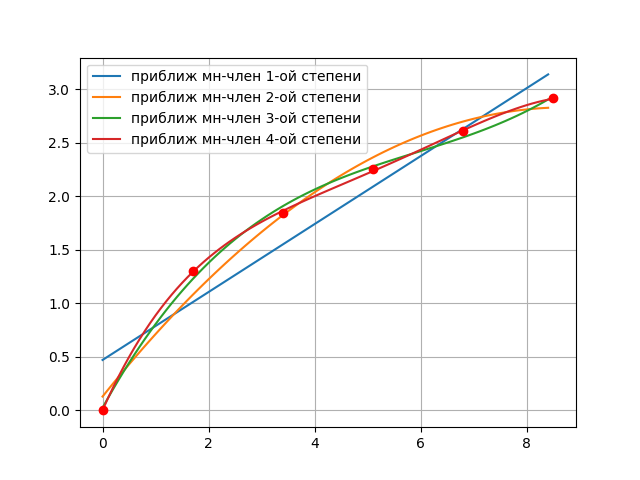 приближ мн-член 1-ой степени
приближ мн-член 2-ой степени
приближ мн-член 3-ой степени
приближ мн-член 4-ой степени
3.0
2.5
2.0
1.5
1.0
0.5
0.0
0 2 4 6 8